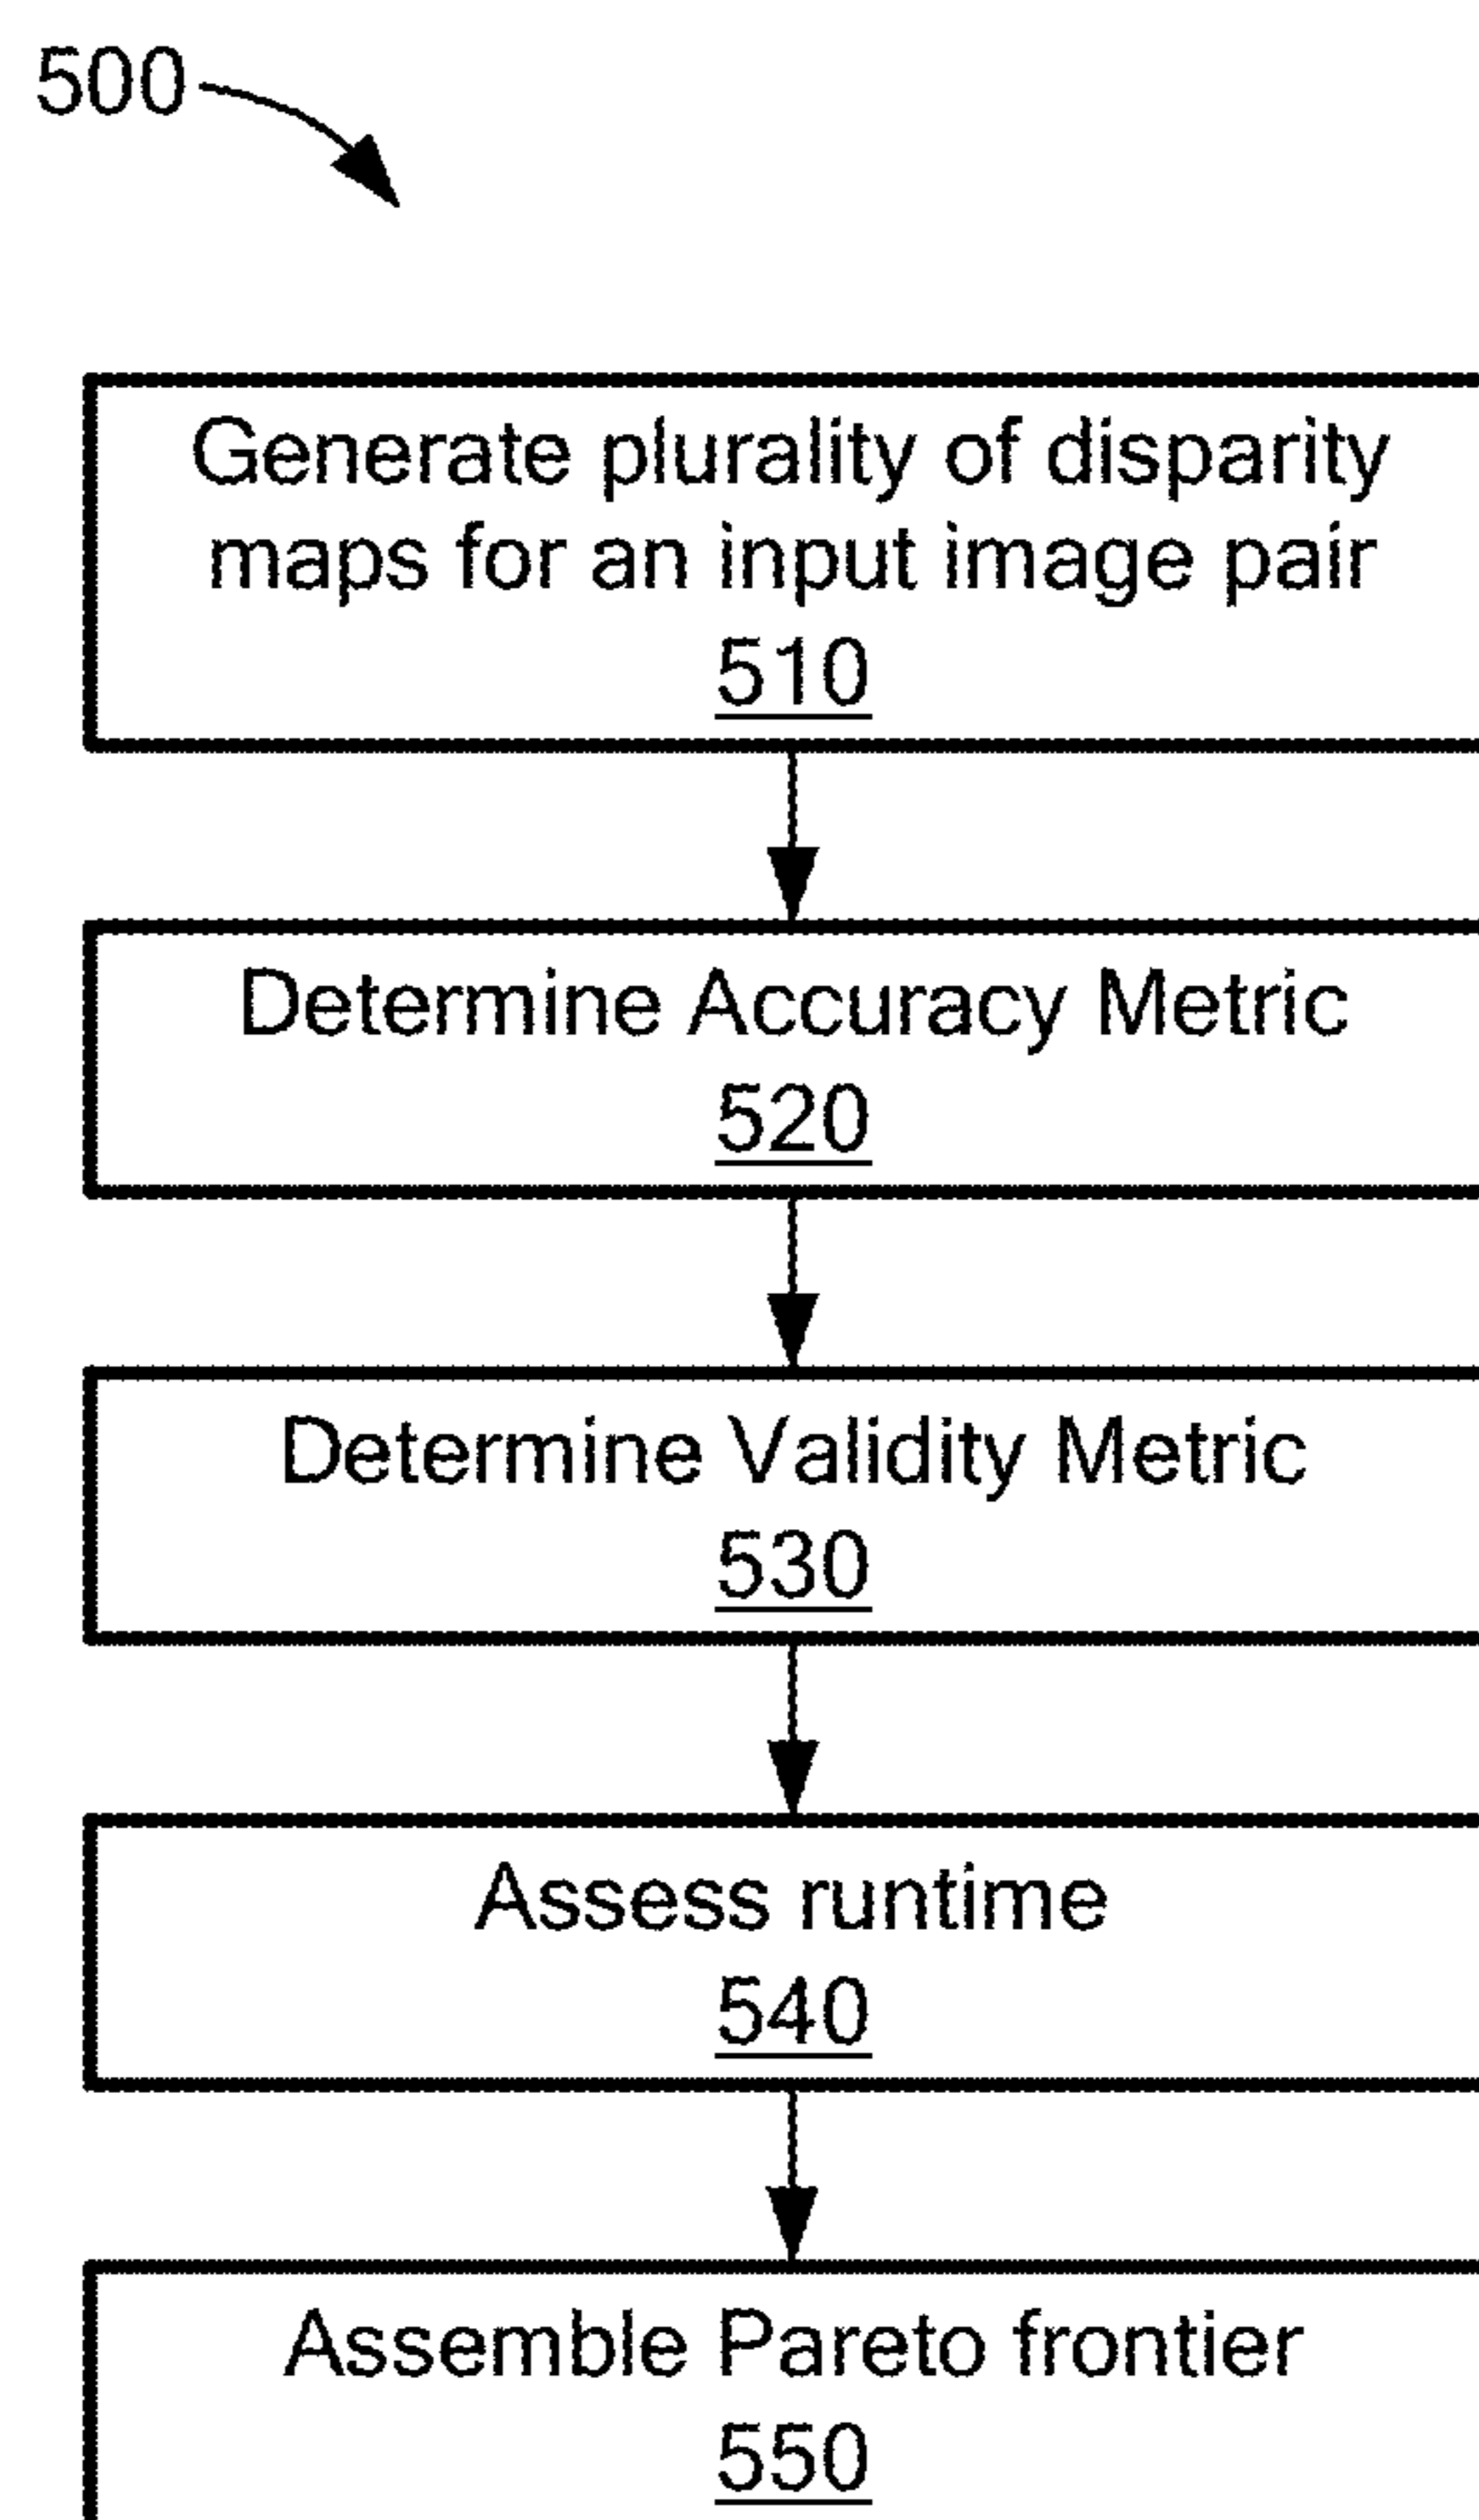 500
Generate plurality of disparity
maps for an input image pair
510
Determine Accuracy Metric
520
Determine Validity Metric
530
Assess runtime
540
Assemble Pareto frontier
550